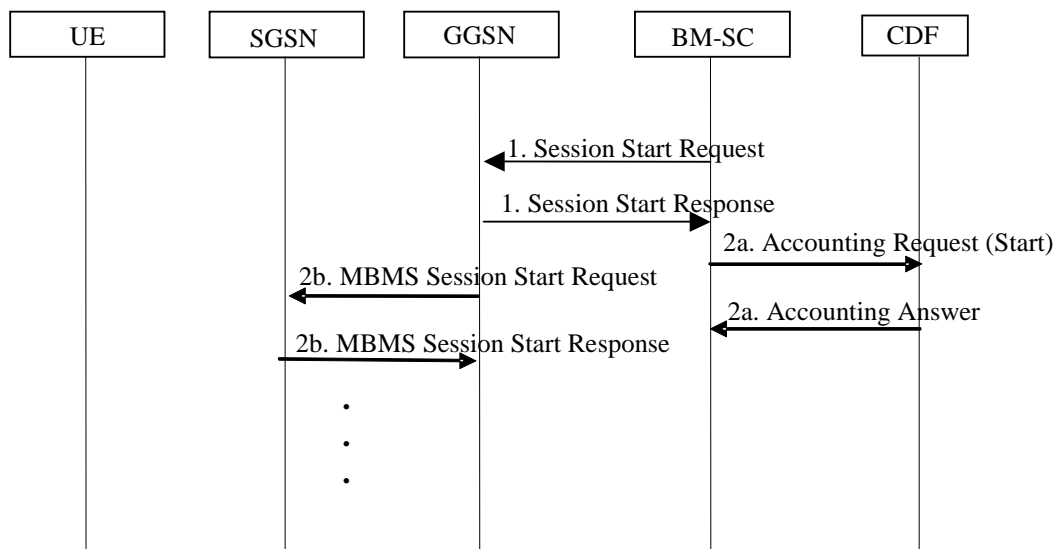 UE
SGSN
GGSN
BM-SC
CDF
1. Session Start Request
1. Session Start Response
2a. Accounting Request (Start)
2b. MBMS Session Start Request
2a. Accounting Answer
2b. MBMS Session Start Response